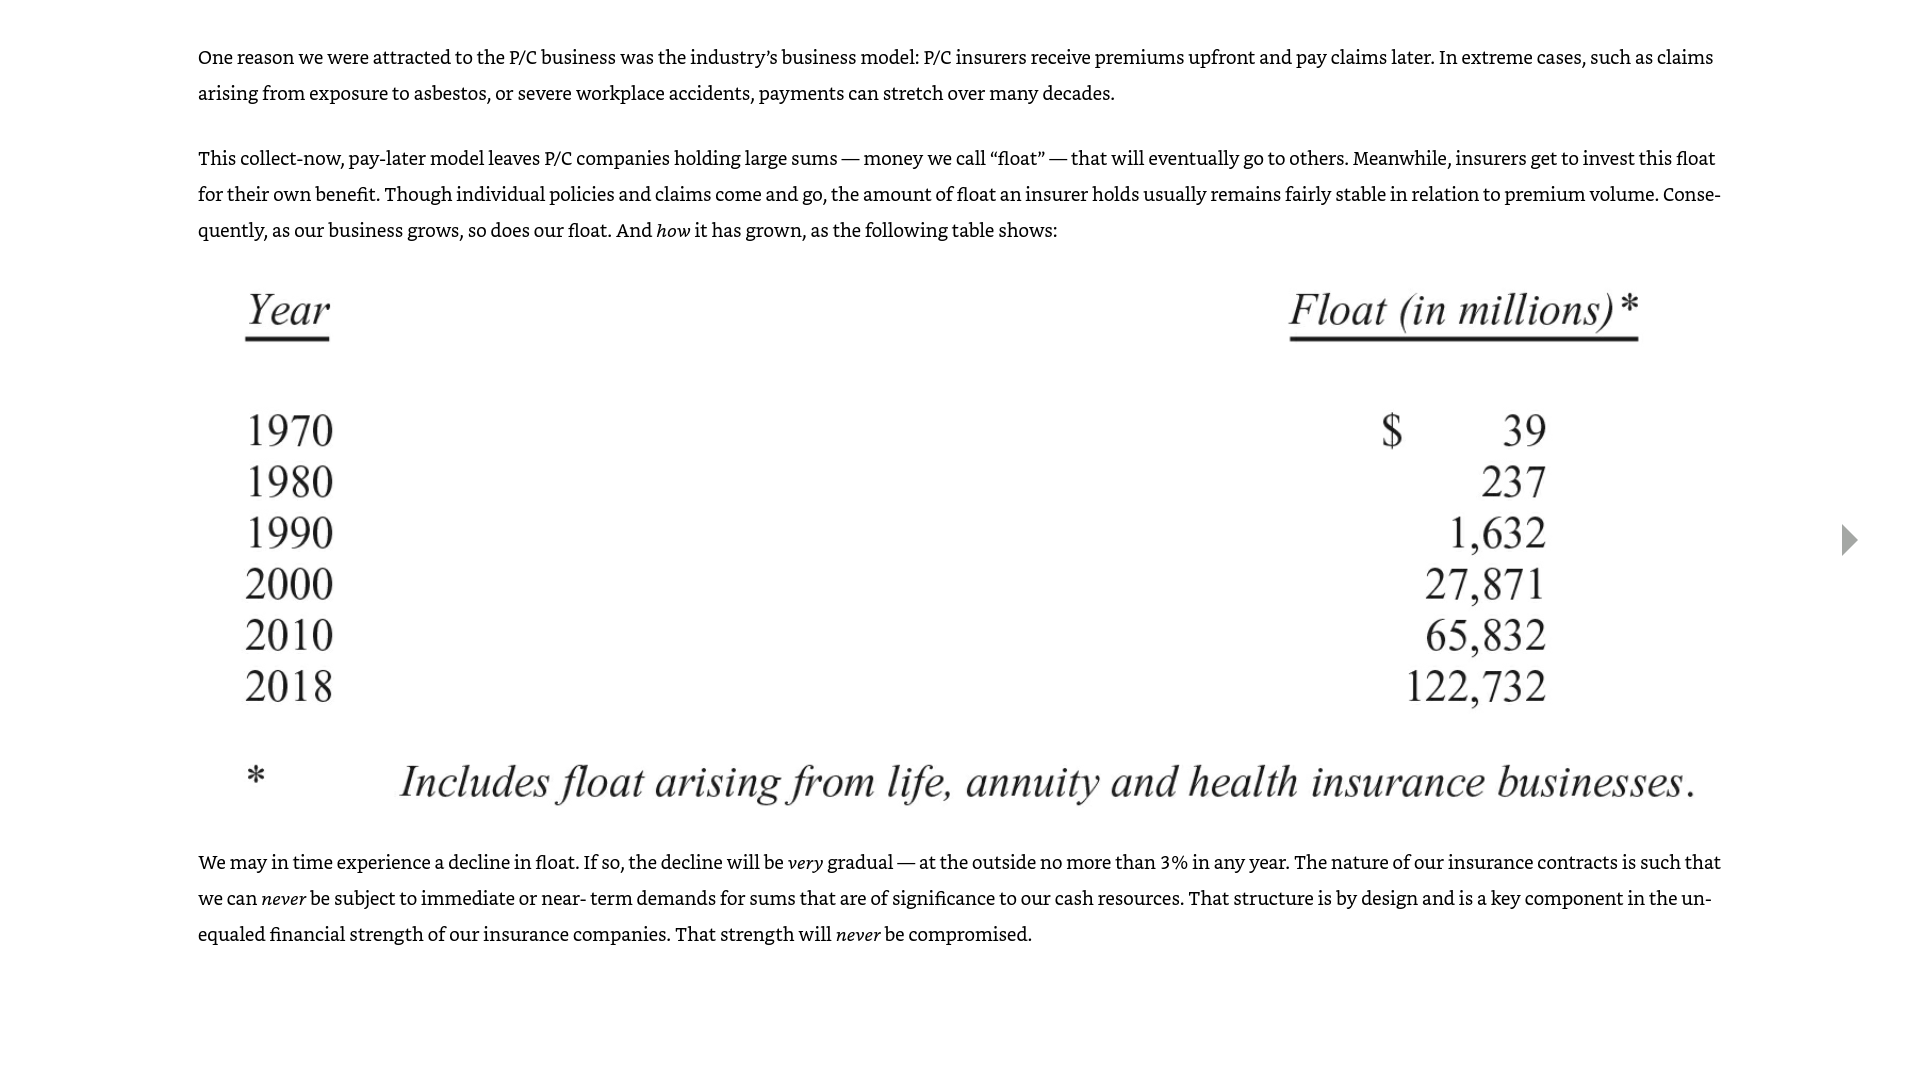 One reason we were attracted to the P/C business was the industry’s business model: P/C insurers receive premiums upfront and pay claims later. In extreme cases, such as claims
arising from exposure to asbestos, or severe workplace accidents, payments can stretch over many decades.
This collect-now, pay-later model leaves P/C companies holding large sums — money we call “float” — that will eventually go to others. Meanwhile, insurers get to invest this float
for their own benefit. Though individual policies and claims come and go, the amount of float an insurer holds usually remains fairly stable in relation to premium volume. Conse-
quently, as our business grows, so does our float. And how it has grown, as the following table shows:
Year Float (in millions)*
1970 $ 39
1980 237
1990 1,632
2000 27,871
2010 65,832
2018 122,732
* Includes float arising from life, annuity and health insurance businesses.
We may in time experience a decline in float. If so, the decline will be very gradual — at the outside no more than 3% in any year. The nature of our insurance contracts is such that
we can never be subject to immediate or near- term demands for sums that are of significance to our cash resources. That structure is by design and is a key component in the un-
equaled financial strength of our insurance companies. That strength will never be compromised.